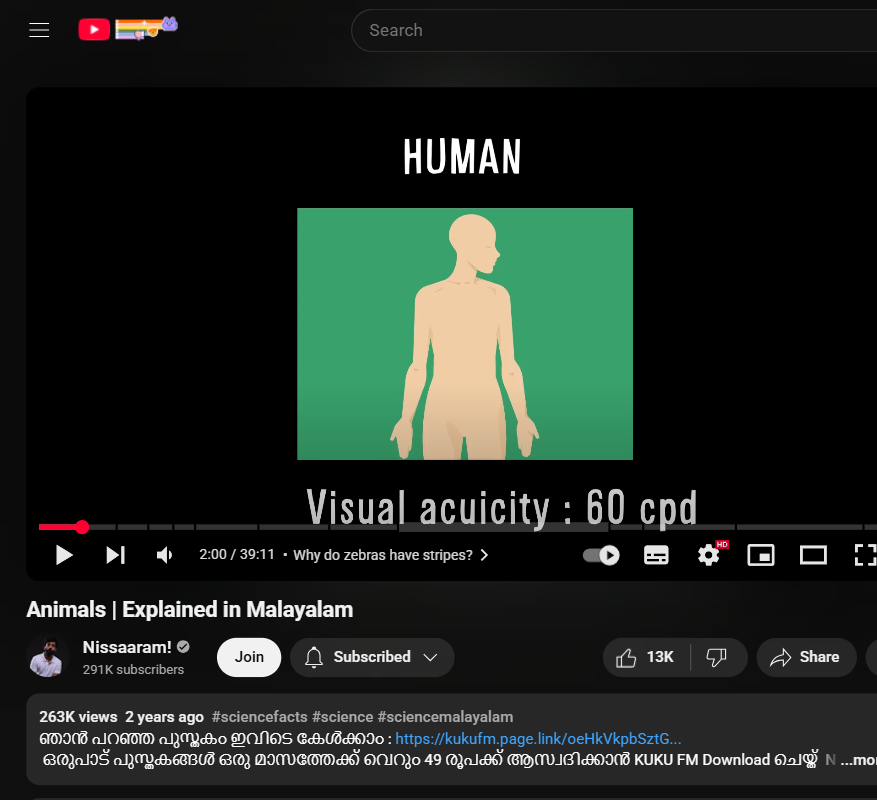 Search
HUMAN
Visual acuicity : 60 cpd
2:00 / 39:11 • Why do zebras have stripes?
HD
Animals | Explained in Malayalam
Nissaaram!
291K subscribers
Join
Subscribed
13K
Share
263K views 2 years ago #sciencefacts #science #sciencemalayalam
ഞാൻ പറഞ്ഞ പുസ്തകം ഇവിടെ കേൾക്കാം : https://kukufm.page.link/oeHkVkpbSztG...
ഒരുപാട് പുസ്തകങ്ങൾ ഒരു മാസത്തേക്ക് വെറും 49 രൂപക്ക് ആസ്വദിക്കാൻ KUKU FM Download ചെയ്ത് N